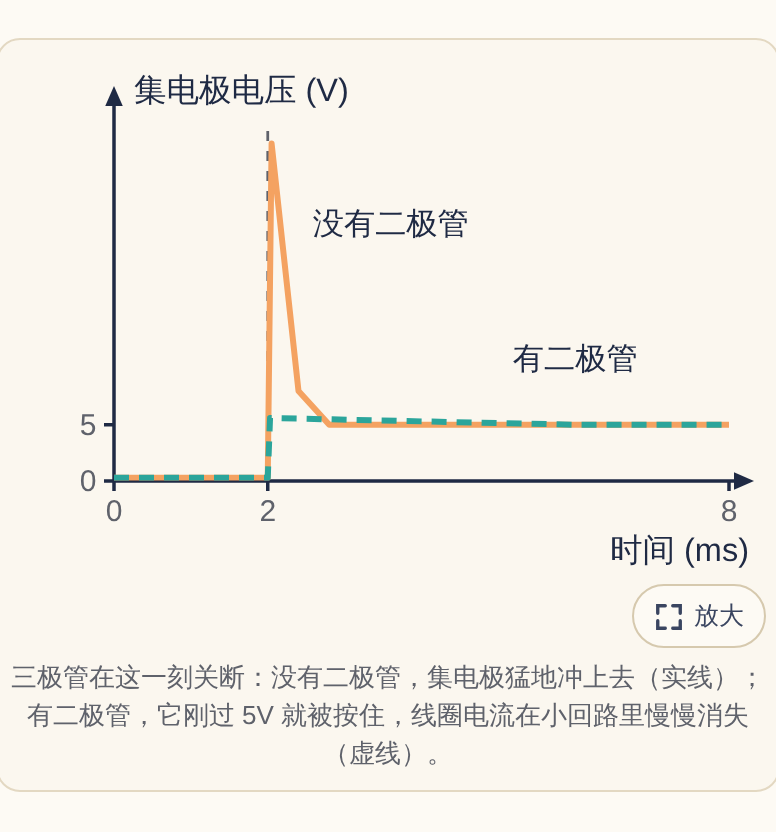 集电极电压 (V)
没有二极管
有二极管
5
0
0
2
8
时间 (ms)
放大
三极管在这一刻关断：没有二极管，集电极猛地冲上去（实线）；
有二极管，它刚过 5V 就被按住，线圈电流在小回路里慢慢消失
（虚线）。